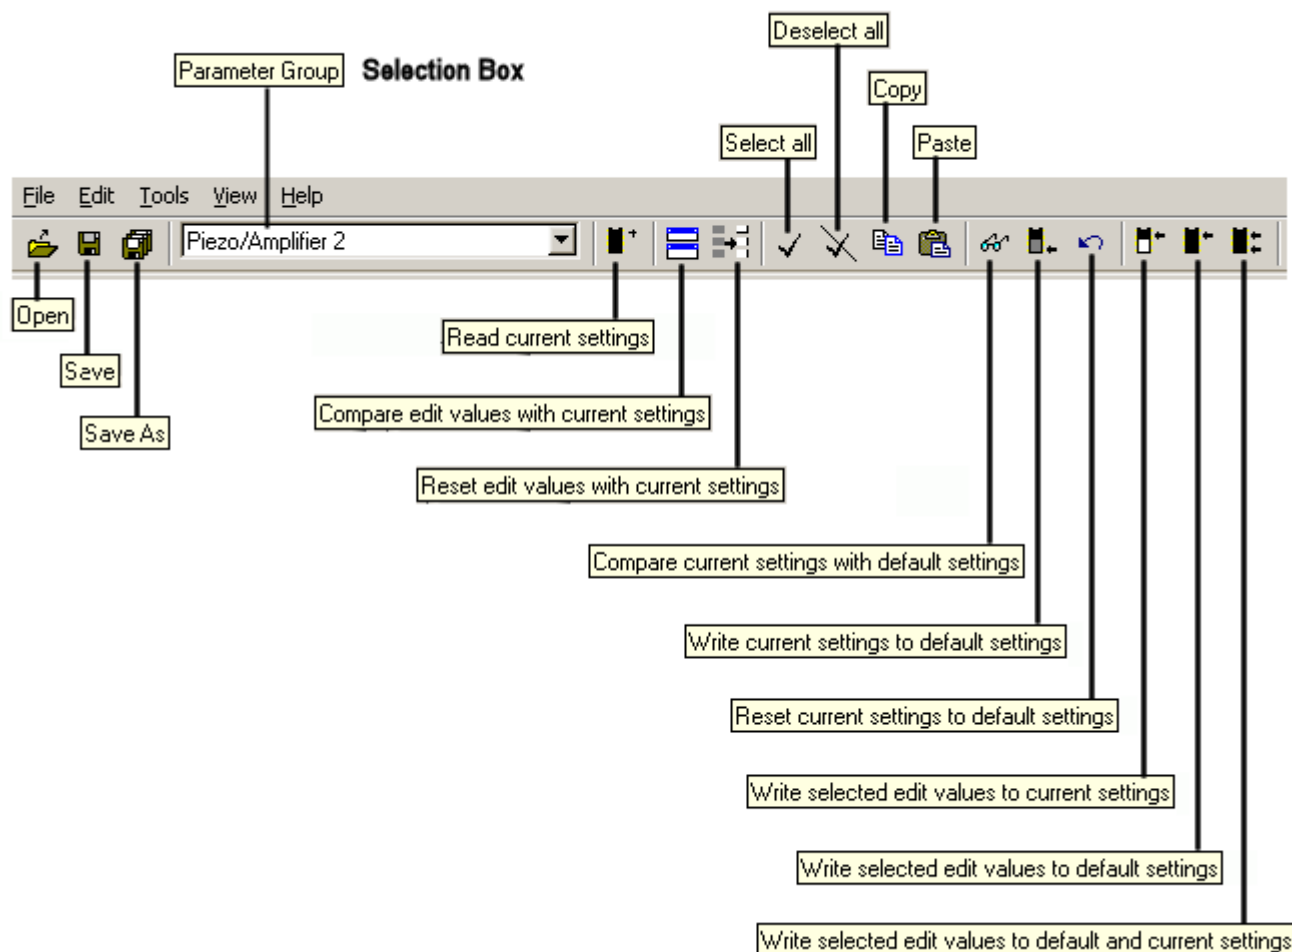 Deselect all
Parameter Group Selection Box
Copy
Select all
Paste
File Edit Tools View Help
Piezo/Amplifier 2
Open
Read current settings
Save
Compare edit values with current settings
Save As
Reset edit values with current settings
Compare current settings with default settings
Write current settings to default settings
Reset current settings to default settings
Write selected edit values to current settings
Write selected edit values to default settings
Write selected edit values to default and current settings